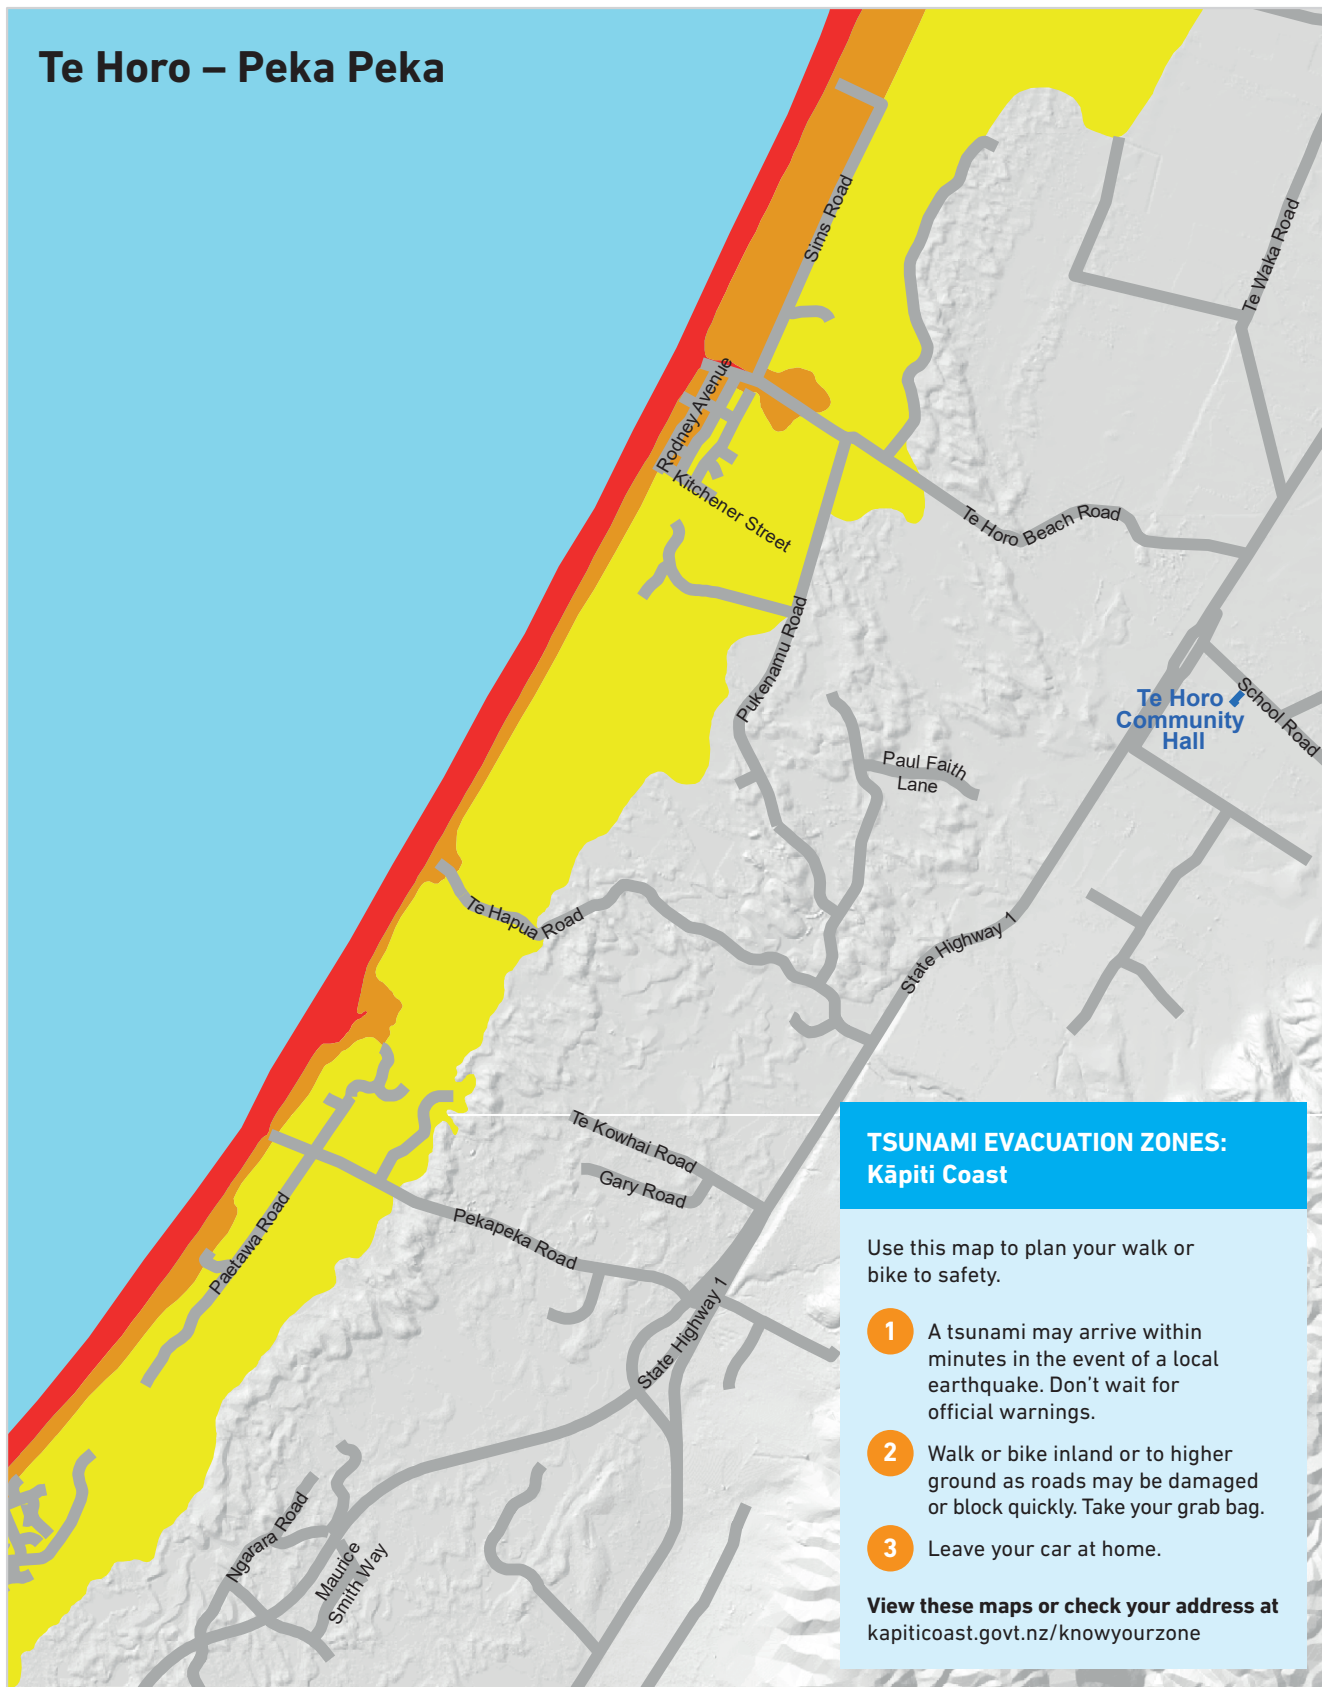 Te Horo – Peka Peka
Sims Road
Te Waka Road
Rodney Avenue
Kitchener Street
Te Horo Beach Road
Pukenamu Road
School Road
Te Horo
Community
Hall
Paul Faith
Lane
Te Hapua Road
State Highway 1
Te Kowhai Road
Gary Road
Pekapeka Road
Paetawa Road
State Highway 1
Ngarara Road
Maurice
Smith Way
TSUNAMI EVACUATION ZONES:
Kāpiti Coast
Use this map to plan your walk or
bike to safety.
1 A tsunami may arrive within
minutes in the event of a local
earthquake. Don't wait for
official warnings.
2 Walk or bike inland or to higher
ground as roads may be damaged
or block quickly. Take your grab bag.
3 Leave your car at home.
View these maps or check your address at
kapiticoast.govt.nz/knowyourzone